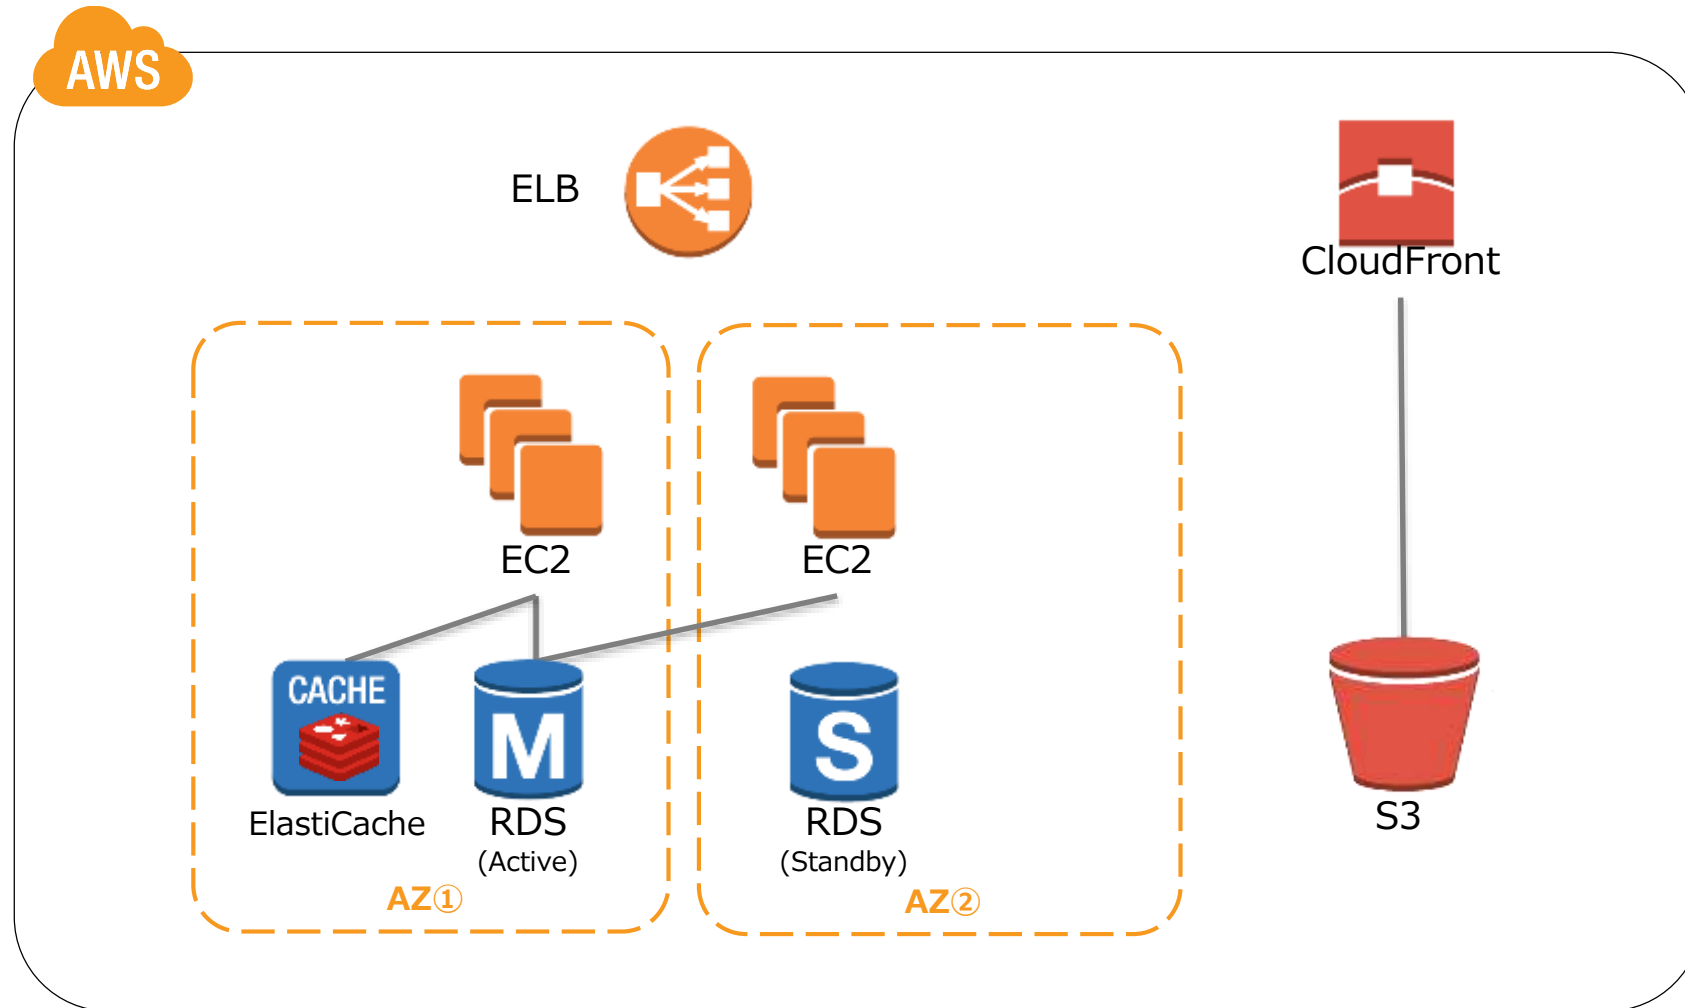 AWS
ELB
CloudFront
EC2
EC2
CACHE
M
S
ElastiCache
RDS
(Active)
RDS
(Standby)
S3
AZ①
AZ②